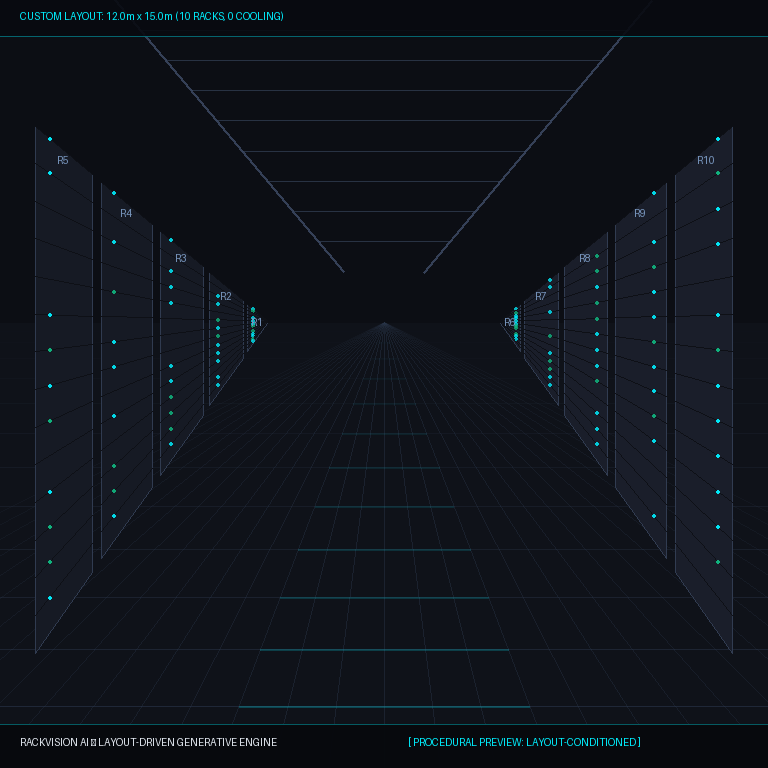 CUSTOM LAYOUT: 12.0m x 15.0m (10 RACKS, 0 COOLING)
R5
R10
R4
R9
R3
R8
R2
R7
R1
R6
RACKVISION AI LAYOUT-DRIVEN GENERATIVE ENGINE
[ PROCEDURAL PREVIEW: LAYOUT-CONDITIONED ]